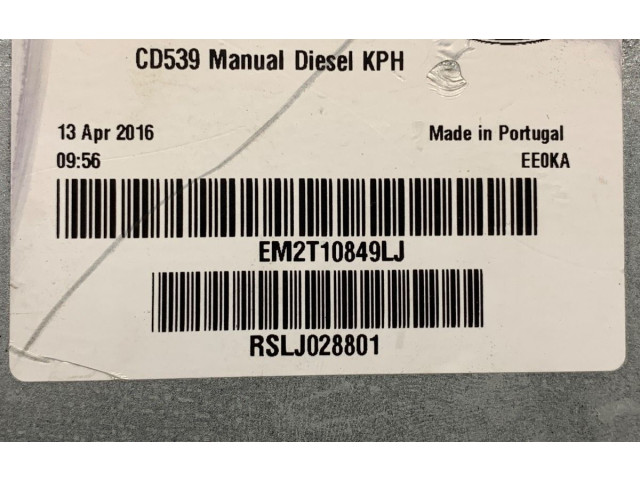 CD539 Manual Diesel KPH
13 Apr 2016 Made in Portugal
09:56 EE0KA
EM2T10849LJ
RSLJ028801